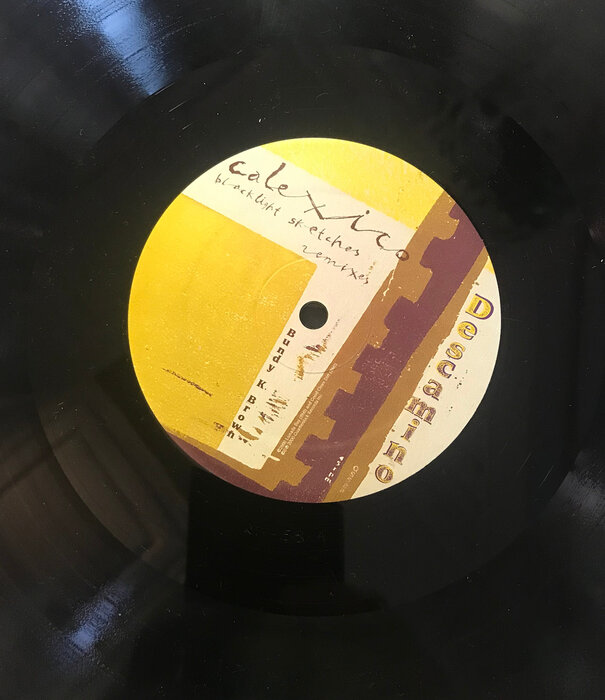 calexico
blacklight sketches
remixes
Descamino
Bundy K. Brown